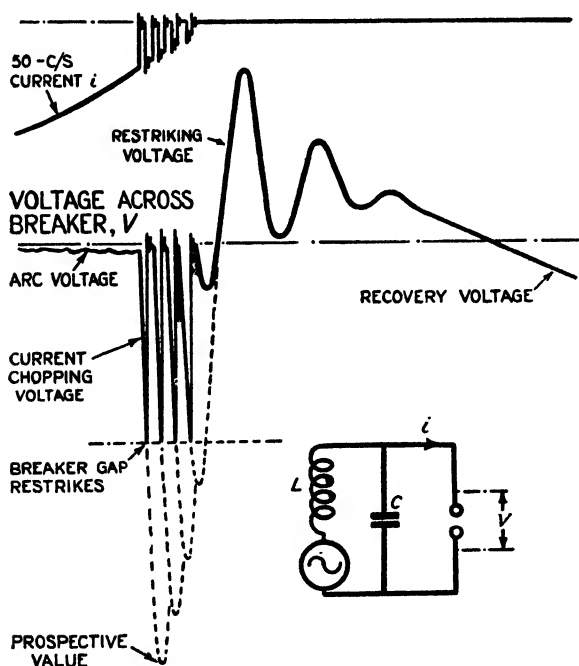 50-C/S
CURRENT i
RESTRIKING
VOLTAGE
VOLTAGE ACROSS
BREAKER, V
ARC VOLTAGE
RECOVERY VOLTAGE
CURRENT
CHOPPING
VOLTAGE
BREAKER GAP
RESTRIKES
i
L
C
V
PROSPECTIVE
VALUE